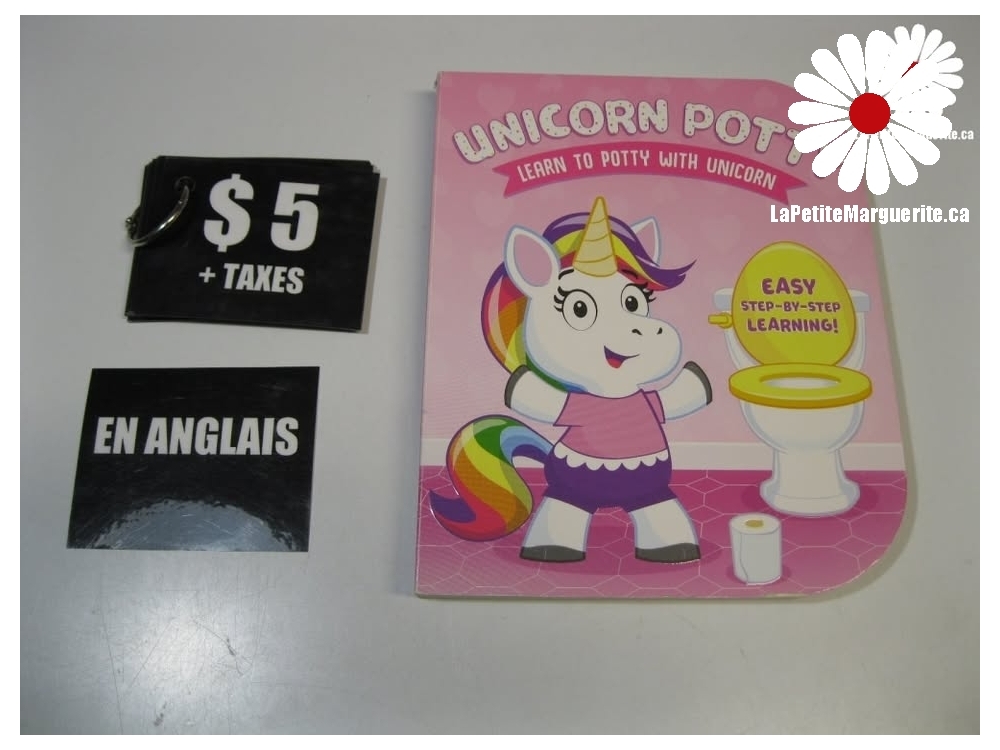 $ 5
+ TAXES
EN ANGLAIS
UNICORN POTTY
LEARN TO POTTY WITH UNICORN
EASY
STEP-BY-STEP
LEARNING!
LaPetiteMarguerite.ca